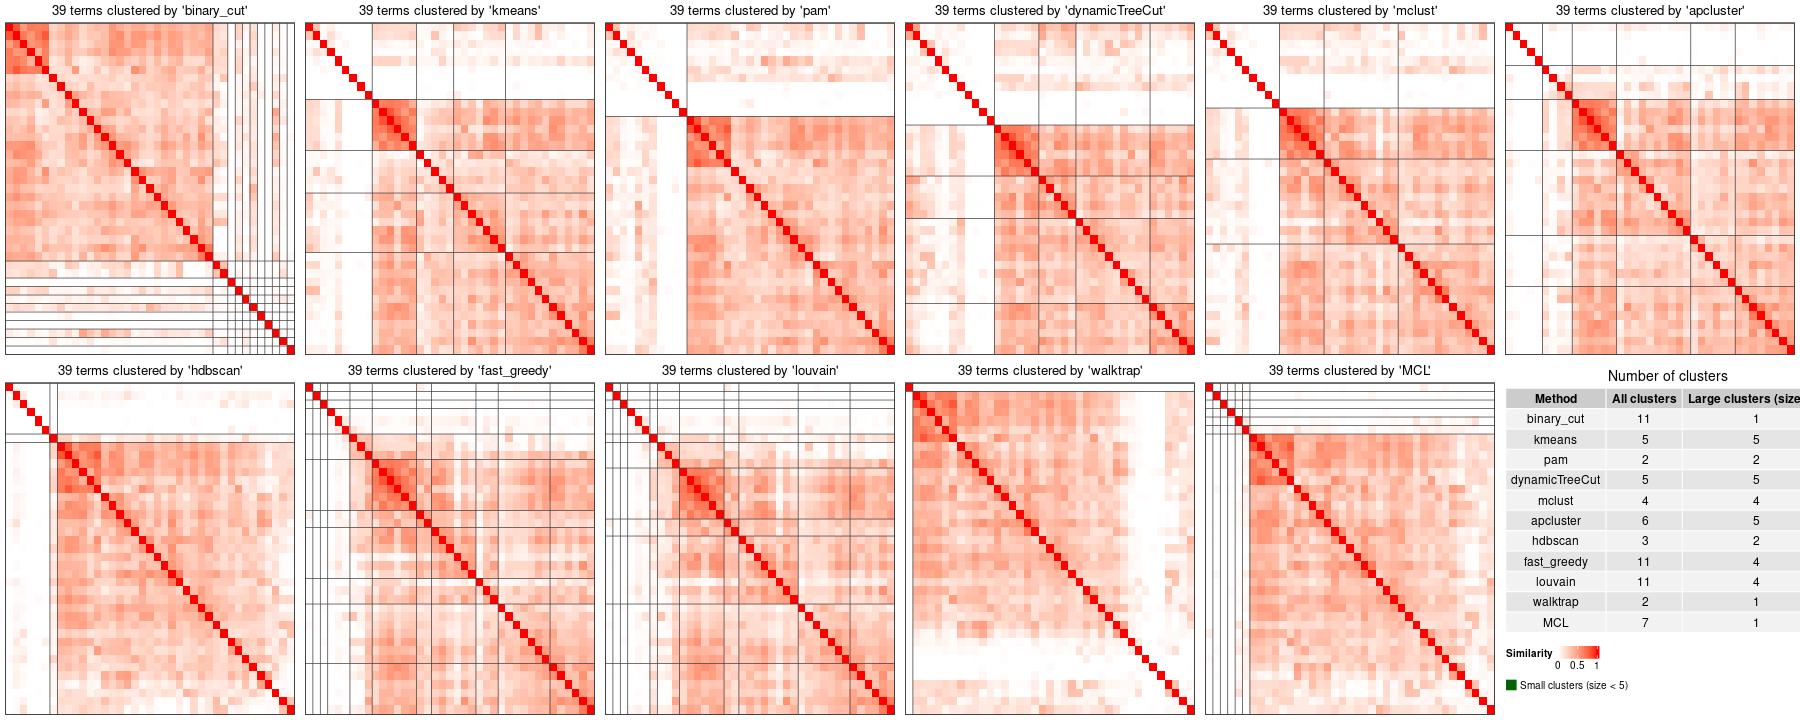 39 terms clustered by 'binary_cut'
39 terms clustered by 'kmeans'
39 terms clustered by 'pam'
39 terms clustered by 'dynamicTreeCut'
39 terms clustered by 'mclust'
39 terms clustered by 'apcluster'
39 terms clustered by 'hdbscan'
39 terms clustered by 'fast_greedy'
39 terms clustered by 'louvain'
39 terms clustered by 'walktrap'
39 terms clustered by 'MCL'
Number of clusters
Method All clusters Large clusters (size
binary_cut 11 1
kmeans 5 5
pam 2 2
dynamicTreeCut 5 5
mclust 4 4
apcluster 6 5
hdbscan 3 2
fast_greedy 11 4
louvain 11 4
walktrap 2 1
MCL 7 1
Similarity
0 0.5 1
Small clusters (size < 5)